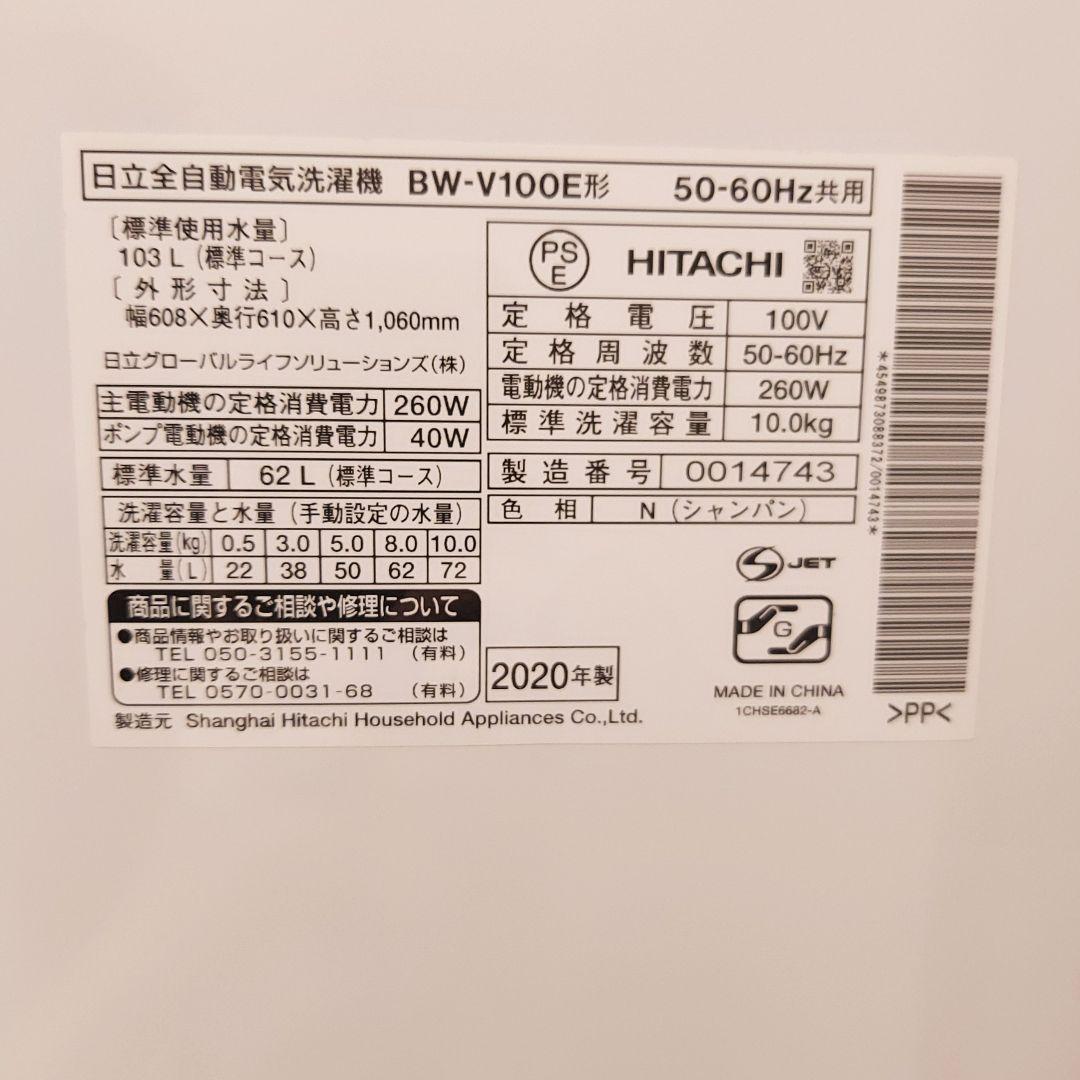 日立全自動電気洗濯機 BW-V100E形 50-60Hz共用
〔標準使用水量〕
103 L (標準コース)
〔外形寸法〕
幅608×奥行610×高さ1,060mm
日立グローバルライフソリューションズ(株)
主電動機の定格消費電力 260W
ポンプ電動機の定格消費電力 40W
標準水量 62 L (標準コース)
洗濯容量と水量 (手動設定の水量)
洗濯容量(kg) 0.5 3.0 5.0 8.0 10.0
水量(L) 22 38 50 62 72
商品に関するご相談や修理について
●商品情報やお取り扱いに関するご相談は
TEL 050-3155-1111 (有料)
●修理に関するご相談は
TEL 0570-0031-68 (有料)
製造元 Shanghai Hitachi Household Appliances Co.,Ltd.
PS
E
HITACHI
定格電圧 100V
定格周波数 50-60Hz
電動機の定格消費電力 260W
標準洗濯容量 10.0kg
製造番号 0014743
色相 N (シャンパン)
S JET
G
2020年製
MADE IN CHINA
1CHSE6682-A
*4549873088372/0014743*
>PP<